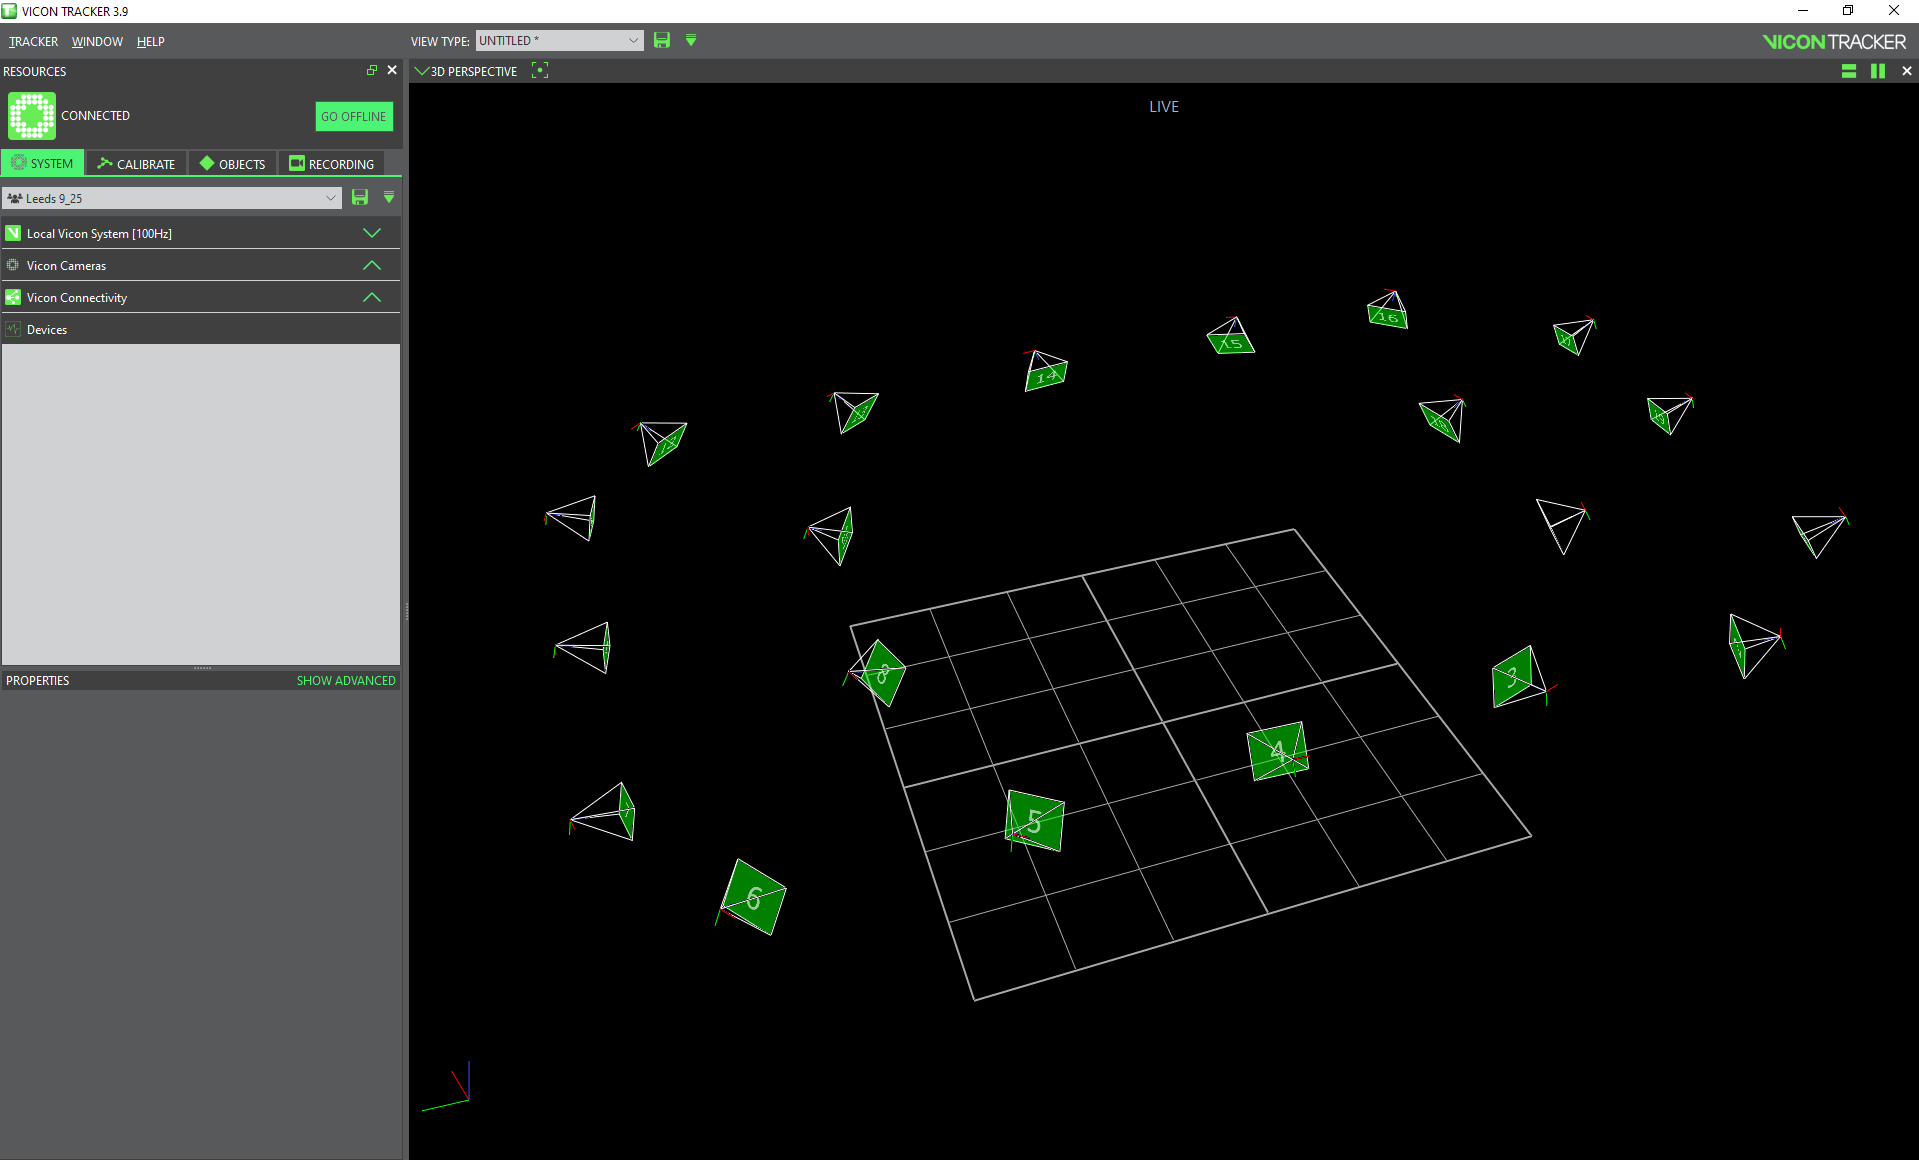 VICON TRACKER 3.9
TRACKER WINDOW HELP
VIEW TYPE: UNTITLED *
VICON TRACKER
RESOURCES
3D PERSPECTIVE
CONNECTED
GO OFFLINE
LIVE
SYSTEM CALIBRATE OBJECTS RECORDING
Leeds 9_25
Local Vicon System [100Hz]
Vicon Cameras
Vicon Connectivity
Devices
PROPERTIES SHOW ADVANCED
16
15
14
8
3
4
5
6